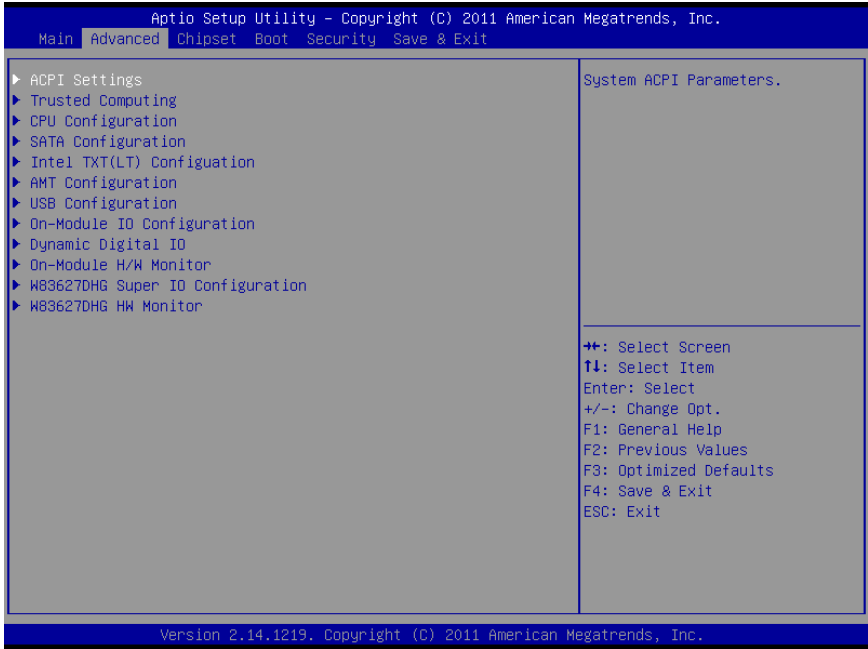 Aptio Setup Utility – Copyright (C) 2011 American Megatrends, Inc.
Main Advanced Chipset Boot Security Save & Exit
ACPI Settings
Trusted Computing
CPU Configuration
SATA Configuration
Intel TXT(LT) Configuation
AMT Configuration
USB Configuration
On-Module IO Configuration
Dynamic Digital IO
On-Module H/W Monitor
W83627DHG Super IO Configuration
W83627DHG HW Monitor
System ACPI Parameters.
→←: Select Screen
↑↓: Select Item
Enter: Select
+/-: Change Opt.
F1: General Help
F2: Previous Values
F3: Optimized Defaults
F4: Save & Exit
ESC: Exit
Version 2.14.1219. Copyright (C) 2011 American Megatrends, Inc.